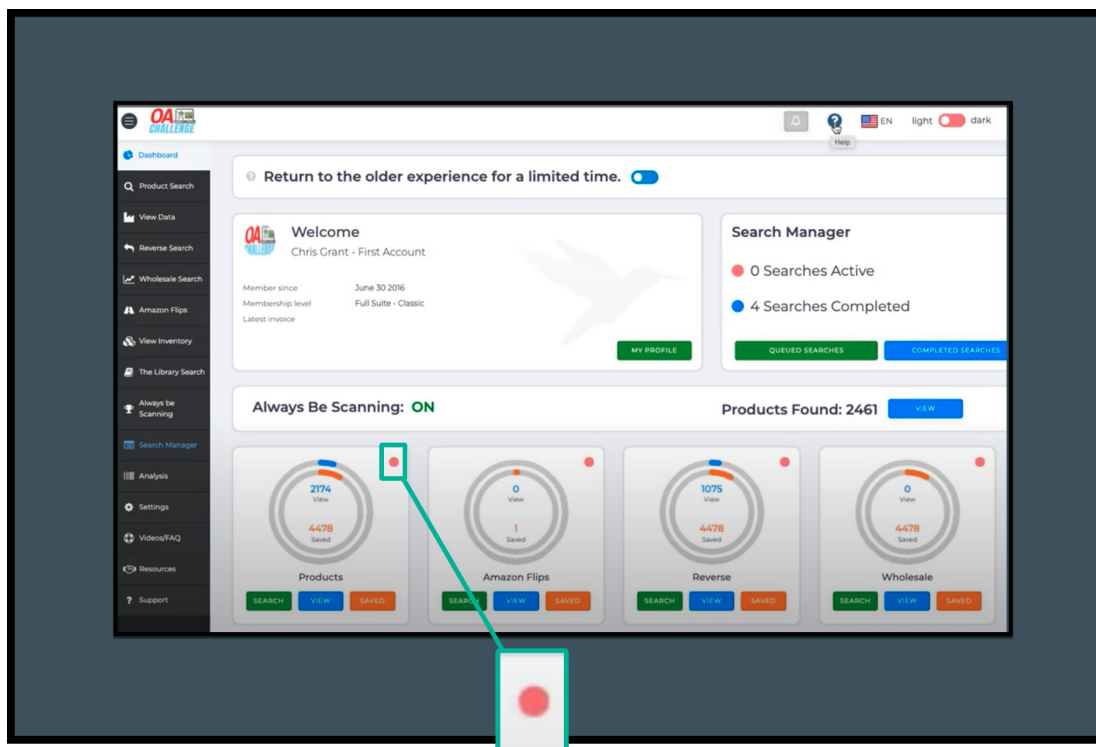 OA
CHALLENGE
EN light dark
Help
Dashboard
Product Search
View Data
Reverse Search
Wholesale Search
Amazon Flips
View Inventory
The Library Search
Always be
Scanning
Search Manager
Analysis
Settings
Videos/FAQ
Resources
? Support
Return to the older experience for a limited time.
OA
CHALLENGE
Welcome
Chris Grant - First Account
Member since June 30 2016
Membership level Full Suite - Classic
Latest invoice
MY PROFILE
Search Manager
0 Searches Active
4 Searches Completed
QUEUED SEARCHES COMPLETED SEARCHES
Always Be Scanning: ON
Products Found: 2461 VIEW
2174
View
4478
Saved
Products
SEARCH VIEW SAVED
0
View
1
Saved
Amazon Flips
SEARCH VIEW SAVED
1075
View
4478
Saved
Reverse
SEARCH VIEW SAVED
0
View
4478
Saved
Wholesale
SEARCH VIEW SAVED